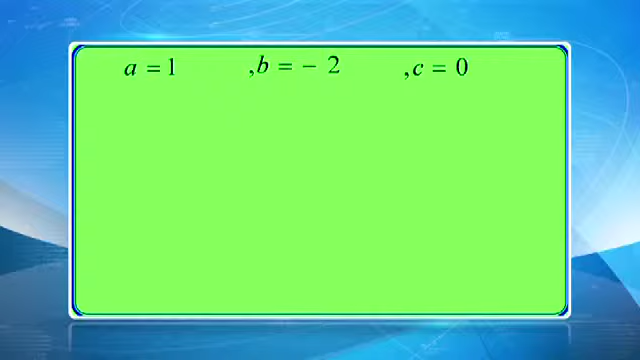 a = 1 ,b = − 2 ,c = 0